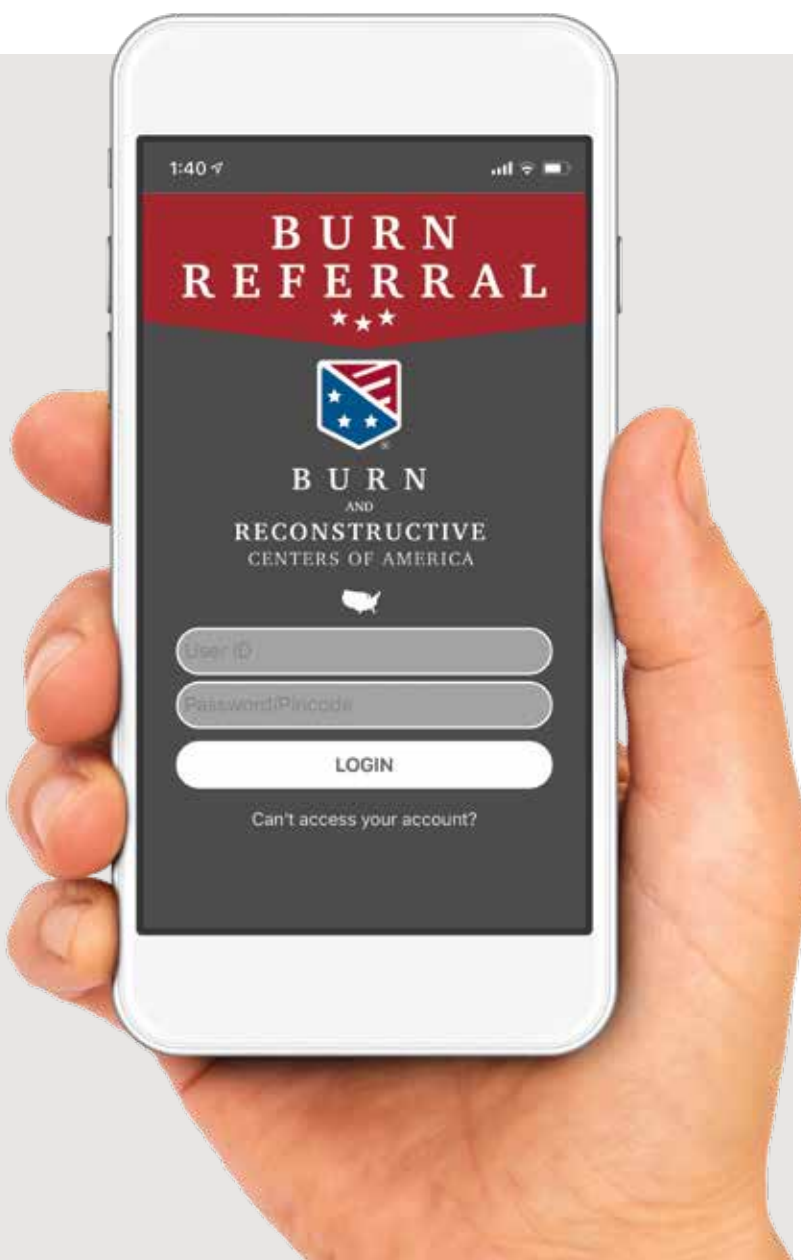 1:40
BURN
REFERRAL
BURN
AND
RECONSTRUCTIVE
CENTERS OF AMERICA
User ID
Password/Pincode
LOGIN
Can't access your account?